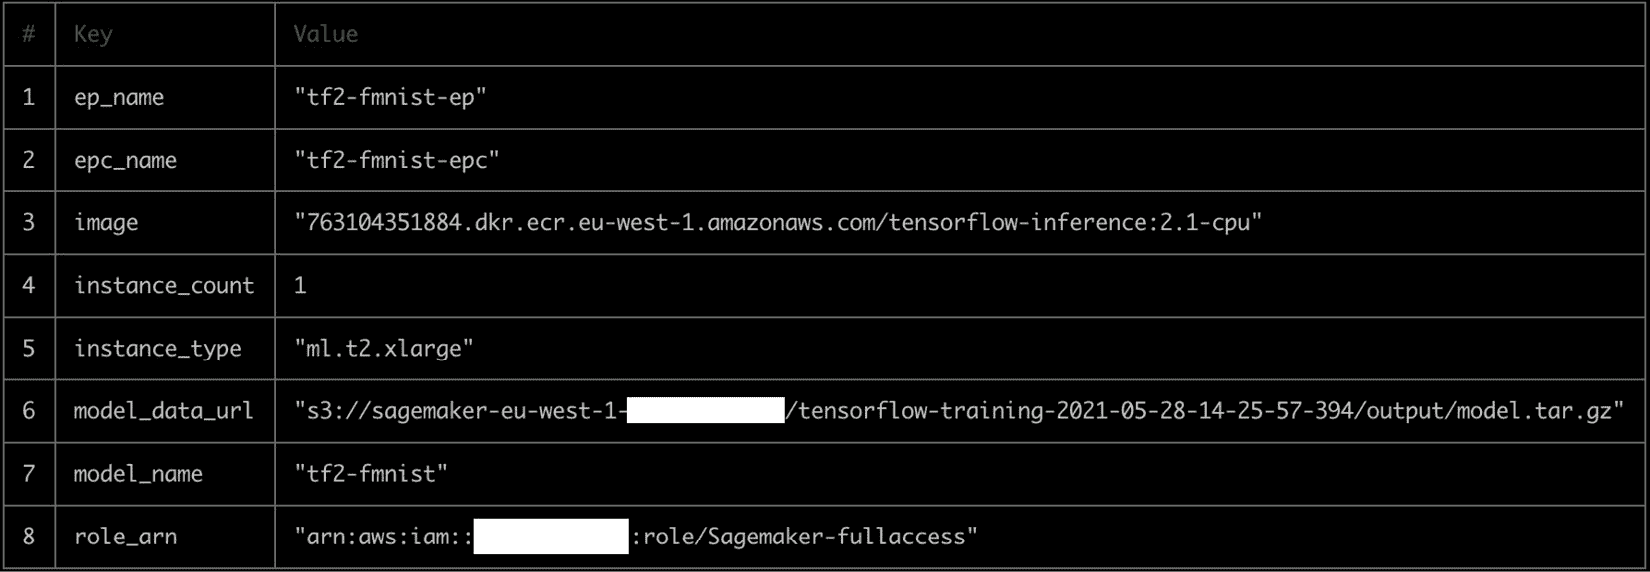 # Key Value
1 ep_name "tf2-fmnist-ep"
2 epc_name "tf2-fmnist-epc"
3 image "763104351884.dkr.ecr.eu-west-1.amazonaws.com/tensorflow-inference:2.1-cpu"
4 instance_count 1
5 instance_type "ml.t2.xlarge"
6 model_data_url "s3://sagemaker-eu-west-1- /tensorflow-training-2021-05-28-14-25-57-394/output/model.tar.gz"
7 model_name "tf2-fmnist"
8 role_arn "arn:aws:iam:: :role/Sagemaker-fullaccess"